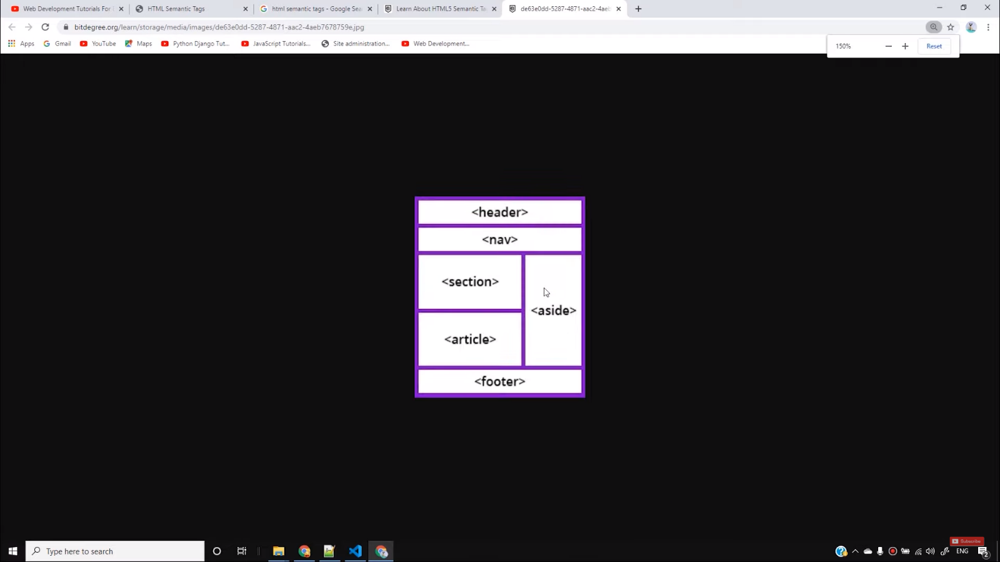 Web Development Tutorials For
HTML Semantic Tags
html semantic tags - Google Sea
Learn About HTML5 Semantic Ta
de63e0dd-5287-4871-aac2-4aeb
bitdegree.org/learn/storage/media/images/de63e0dd-5287-4871-aac2-4aeb7678759e.jpg
Apps
Gmail
YouTube
Maps
Python Django Tut...
JavaScript Tutorials...
Site administration...
Web Development...
150%
Reset
<header>
<nav>
<section>
<aside>
<article>
<footer>
Subscribe
Type here to search
ENG
2